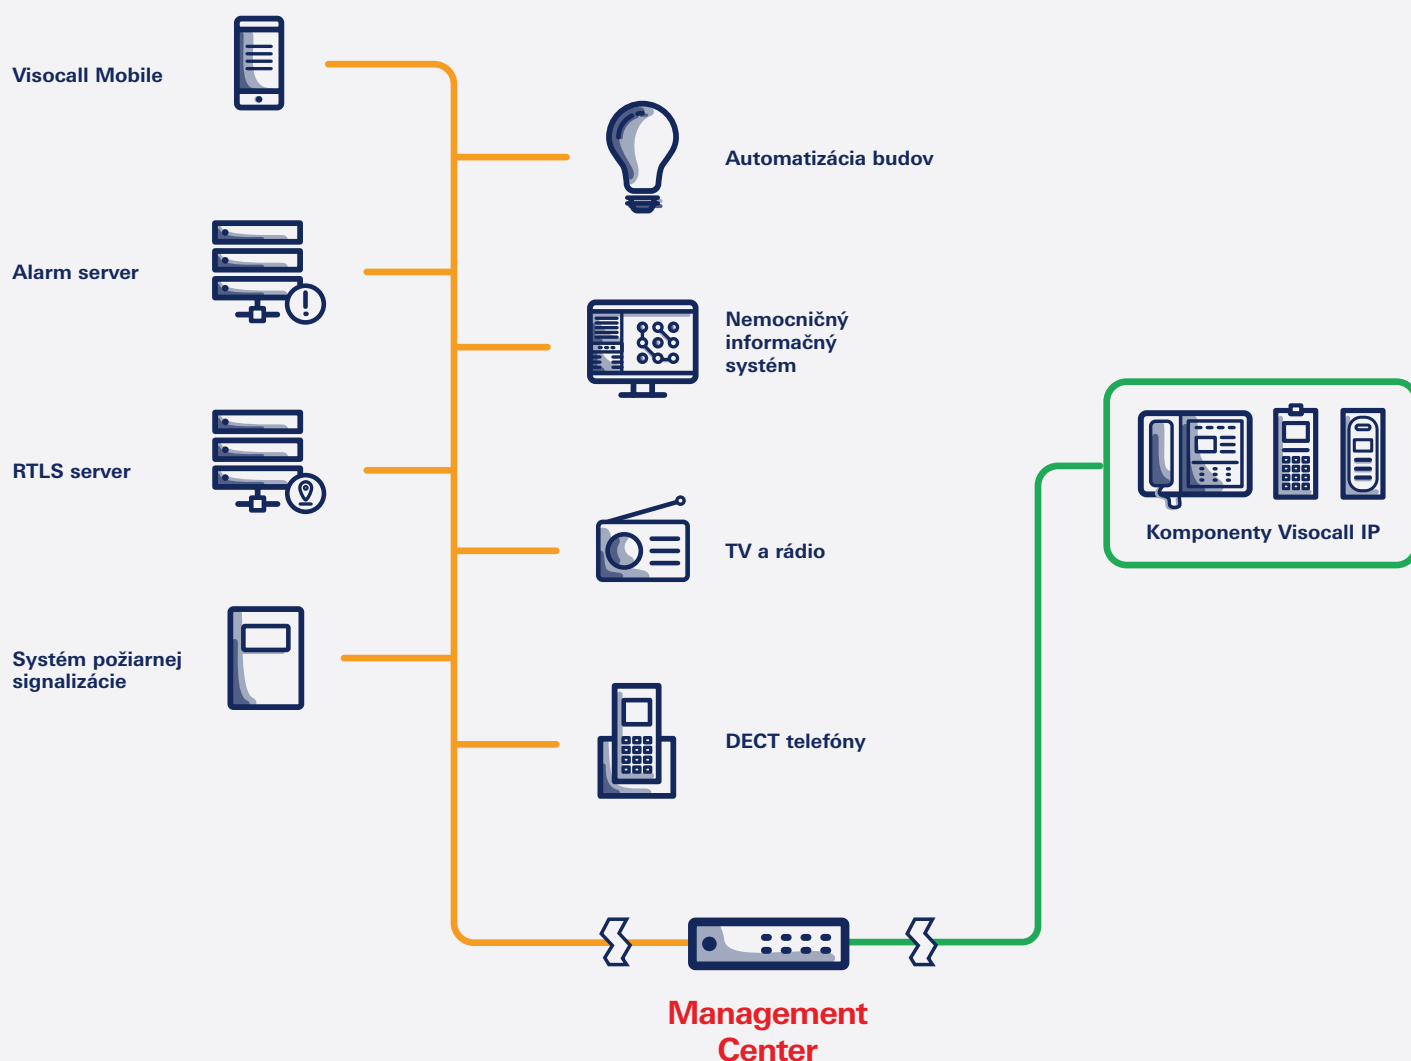 Visocall Mobile
Automatizácia budov
Alarm server
Nemocničný
informačný
systém
RTLS server
Komponenty Visocall IP
TV a rádio
Systém požiarnej
signalizácie
DECT telefóny
Management
Center